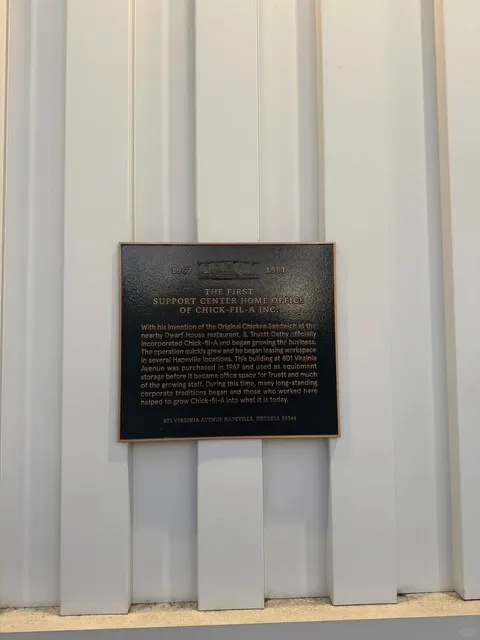 1967 1981
THE FIRST
SUPPORT CENTER HOME OFFICE
OF CHICK-FIL-A INC.
With his invention of the Original Chicken Sandwich at the
nearby Dwarf House restaurant, S. Truett Cathy officially
incorporated Chick-fil-A and began growing the business.
The operation quickly grew and he began leasing workspace
in several Hapeville locations. This building at 801 Virginia
Avenue was purchased in 1967 and used as equipment
storage before it became office space for Truett and much
of the growing staff. During this time, many long-standing
corporate traditions began and those who worked here
helped to grow Chick-fil-A into what it is today.
801 VIRGINIA AVENUE HAPEVILLE, GEORGIA 30344